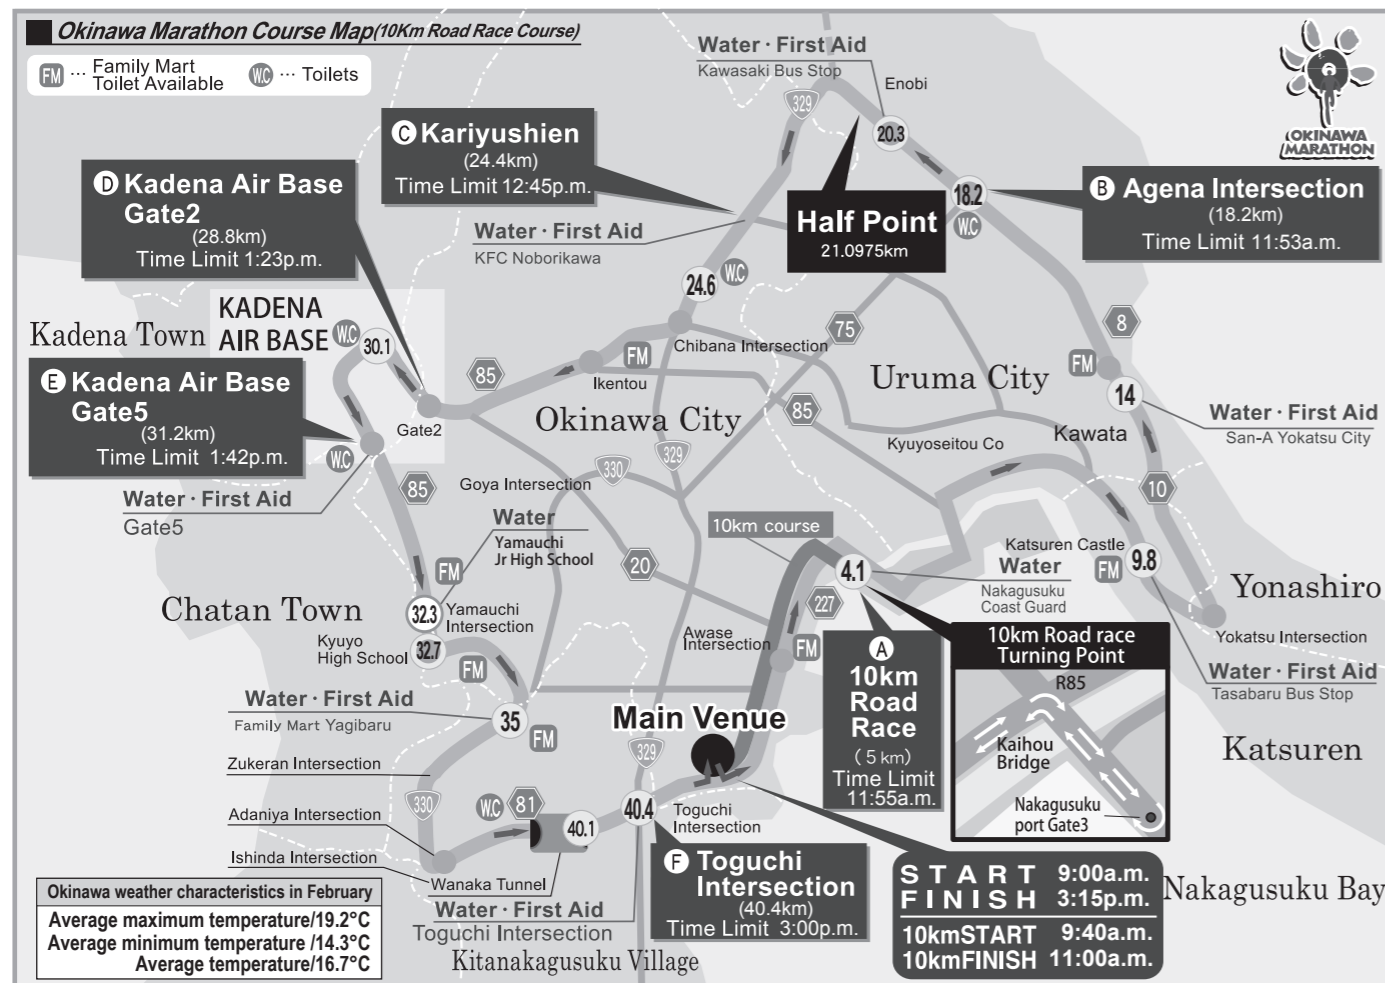 Okinawa Marathon Course Map(10Km Road Race Course)
FM ··· Family Mart
Toilet Available
W.C ··· Toilets
OKINAWA
MARATHON
Water · First Aid
Kawasaki Bus Stop
Enobi
329
20.3
C Kariyushien
(24.4km)
Time Limit 12:45p.m.
D Kadena Air Base
Gate2
(28.8km)
Time Limit 1:23p.m.
B Agena Intersection
(18.2km)
Time Limit 11:53a.m.
18.2
W.C
Half Point
21.0975km
Water · First Aid
KFC Noborikawa
24.6
W.C
KADENA
AIR BASE
Kadena Town
W.C
30.1
E Kadena Air Base
Gate5
(31.2km)
Time Limit 1:42p.m.
W.C
Gate2
85
Ikentou
FM
Chibana Intersection
75
8
FM
14
Uruma City
Okinawa City
85
Kyuyoseitou Co
Kawata
Water · First Aid
San-A Yokatsu City
Water · First Aid
Gate5
85
Goya Intersection
330
329
10
10km course
Water
Yamauchi
Jr High School
20
FM
Chatan Town
32.3
Yamauchi
Intersection
Kyuyo
High School
32.7
FM
4.1
227
Katsuren Castle
Water
Nakagusuku
Coast Guard
FM
9.8
Yonashiro
Yokatsu Intersection
Water · First Aid
Tasabaru Bus Stop
Katsuren
Awase
Intersection
FM
A
10km
Road
Race
( 5 km)
Time Limit
11:55a.m.
10km Road race
Turning Point
R85
Kaihou
Bridge
Nakagusuku
port Gate3
Water · First Aid
Family Mart Yagibaru
35
FM
Main Venue
Zukeran Intersection
330
329
Adaniya Intersection
Ishinda Intersection
W.C
81
40.1
40.4
Toguchi
Intersection
Wanaka Tunnel
Water · First Aid
Toguchi Intersection
F Toguchi
Intersection
(40.4km)
Time Limit 3:00p.m.
START 9:00a.m.
FINISH 3:15p.m.
10kmSTART 9:40a.m.
10kmFINISH 11:00a.m.
Nakagusuku Bay
Kitanakagusuku Village
Okinawa weather characteristics in February
Average maximum temperature/19.2°C
Average minimum temperature /14.3°C
Average temperature/16.7°C